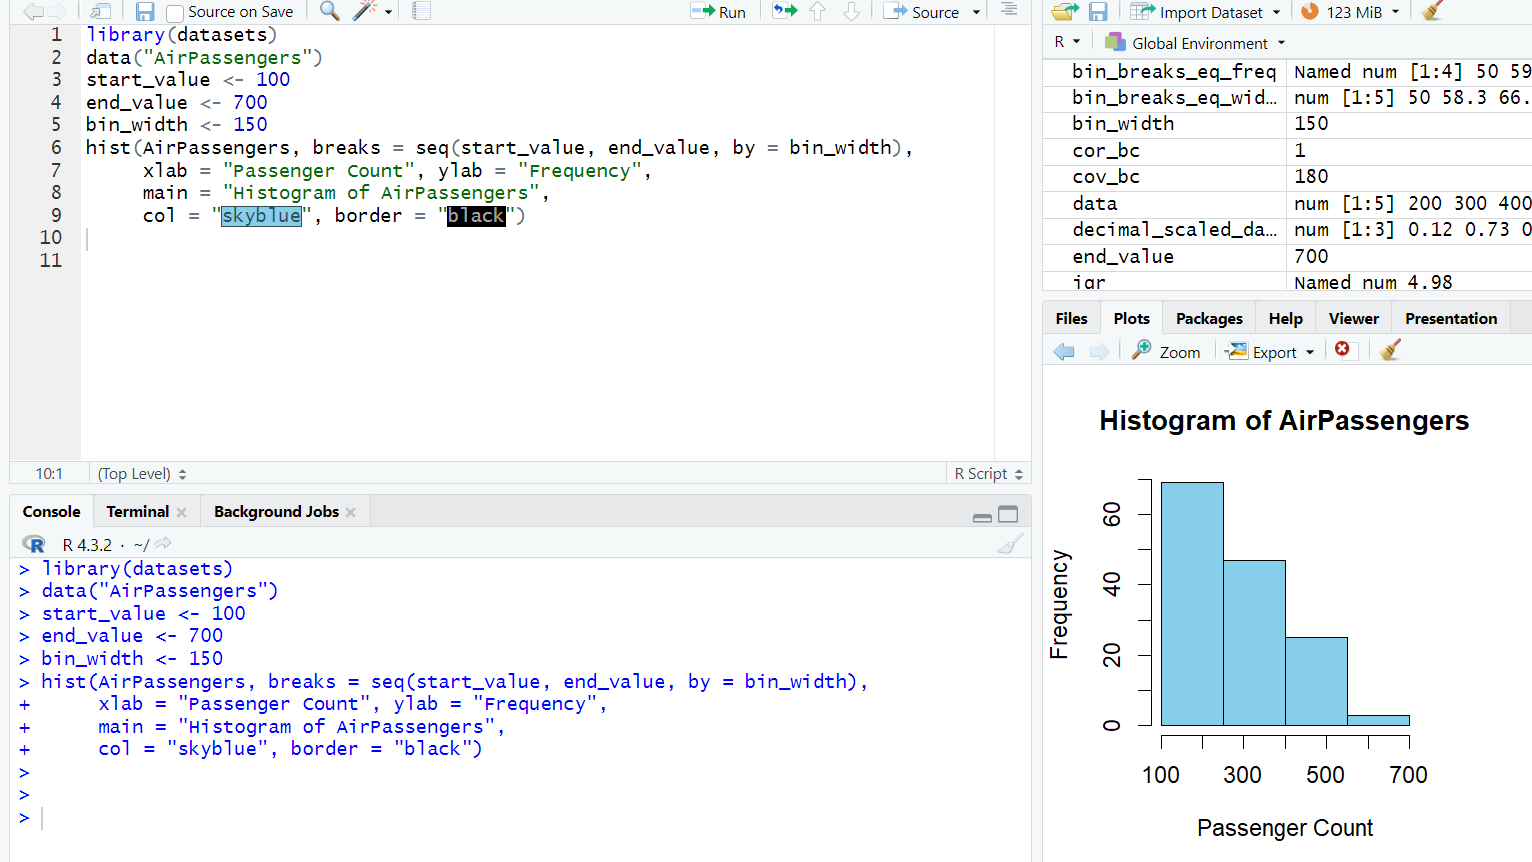 Source on Save
Run
Source
1 library(datasets)
2 data("AirPassengers")
3 start_value <- 100
4 end_value <- 700
5 bin_width <- 150
6 hist(AirPassengers, breaks = seq(start_value, end_value, by = bin_width),
7 xlab = "Passenger Count", ylab = "Frequency",
8 main = "Histogram of AirPassengers",
9 col = "skyblue", border = "black")
10
11
10:1 (Top Level) R Script
Console Terminal Background Jobs
R R 4.3.2 · ~/
> library(datasets)
> data("AirPassengers")
> start_value <- 100
> end_value <- 700
> bin_width <- 150
> hist(AirPassengers, breaks = seq(start_value, end_value, by = bin_width),
+ xlab = "Passenger Count", ylab = "Frequency",
+ main = "Histogram of AirPassengers",
+ col = "skyblue", border = "black")
>
>
>
Import Dataset 123 MiB
R Global Environment
bin_breaks_eq_freq Named num [1:4] 50 59
bin_breaks_eq_wid… num [1:5] 50 58.3 66.
bin_width 150
cor_bc 1
cov_bc 180
data num [1:5] 200 300 400
decimal_scaled_da… num [1:3] 0.12 0.73 0
end_value 700
iqr Named num 4.98
Files Plots Packages Help Viewer Presentation
Zoom Export
Histogram of AirPassengers
Frequency
60
40
20
0
100 300 500 700
Passenger Count